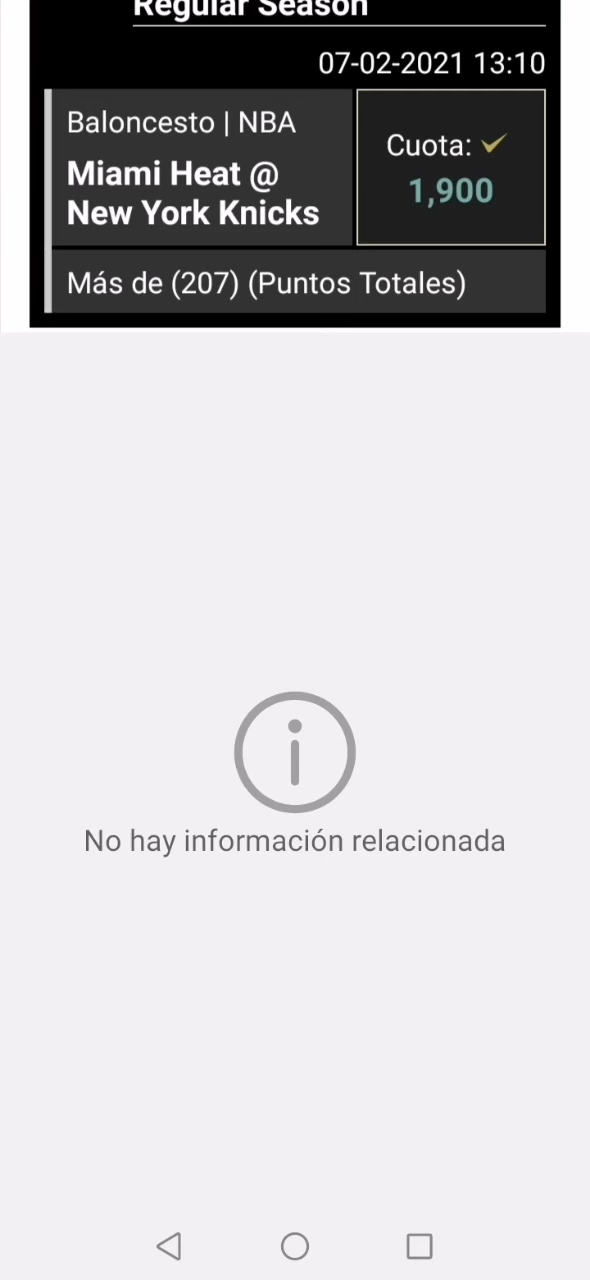 Regular Season
07-02-2021 13:10
Baloncesto | NBA
Miami Heat @
New York Knicks
Cuota:
1,900
Más de (207) (Puntos Totales)
No hay información relacionada